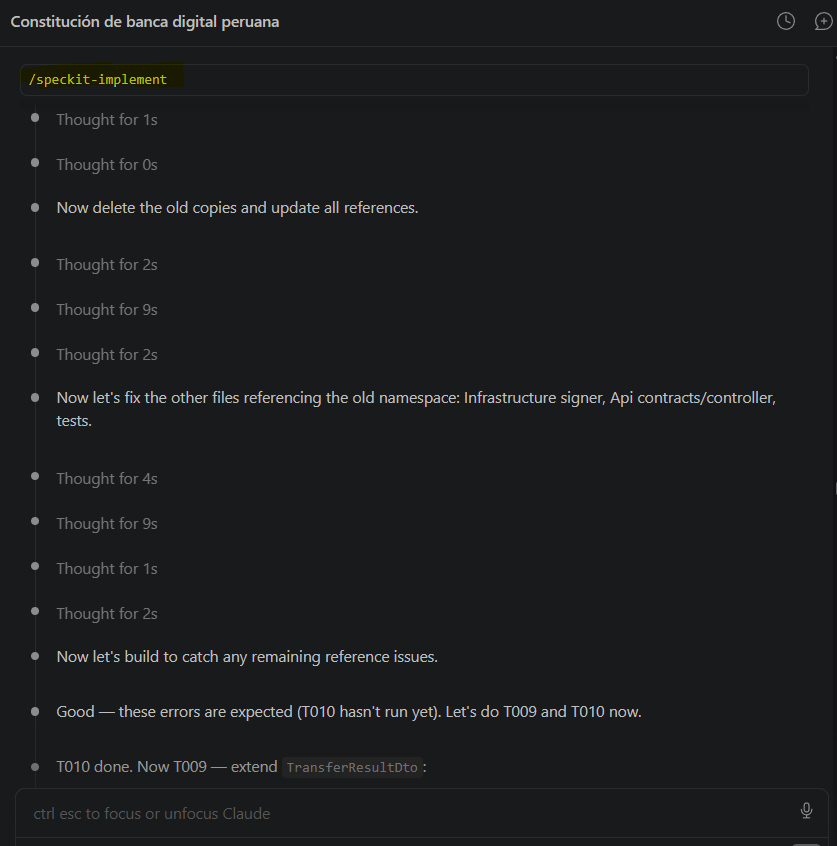 Constitución de banca digital peruana
/speckit-implement
Thought for 1s
Thought for 0s
Now delete the old copies and update all references.
Thought for 2s
Thought for 9s
Thought for 2s
Now let's fix the other files referencing the old namespace: Infrastructure signer, Api contracts/controller,
tests.
Thought for 4s
Thought for 9s
Thought for 1s
Thought for 2s
Now let's build to catch any remaining reference issues.
Good — these errors are expected (T010 hasn't run yet). Let's do T009 and T010 now.
T010 done. Now T009 — extend TransferResultDto:
ctrl esc to focus or unfocus Claude